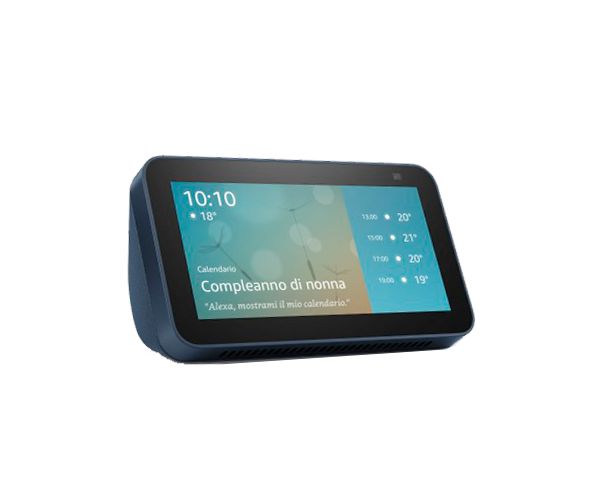 10:10
18°
13:00 20°
15:00 21°
17:00 20°
19:00 19°
Calendario
Compleanno di nonna
"Alexa, mostrami il mio calendario."